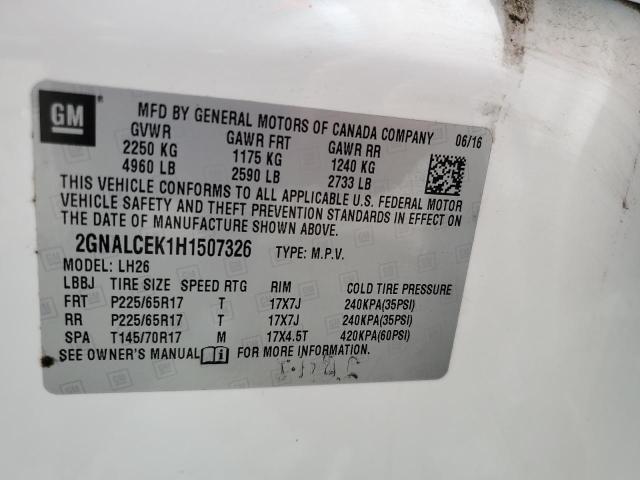 GM
MFD BY GENERAL MOTORS OF CANADA COMPANY 06/16
GVWR GAWR FRT GAWR RR
2250 KG 1175 KG 1240 KG
4960 LB 2590 LB 2733 LB
THIS VEHICLE CONFORMS TO ALL APPLICABLE U.S. FEDERAL MOTOR
VEHICLE SAFETY AND THEFT PREVENTION STANDARDS IN EFFECT ON
THE DATE OF MANUFACTURE SHOWN ABOVE.
2GNALCEK1H1507326 TYPE: M.P.V.
MODEL: LH26
LBBJ TIRE SIZE SPEED RTG RIM COLD TIRE PRESSURE
FRT P225/65R17 T 17X7J 240KPA(35PSI)
RR P225/65R17 T 17X7J 240KPA(35PSI)
SPA T145/70R17 M 17X4.5T 420KPA(60PSI)
SEE OWNER'S MANUAL i FOR MORE INFORMATION.